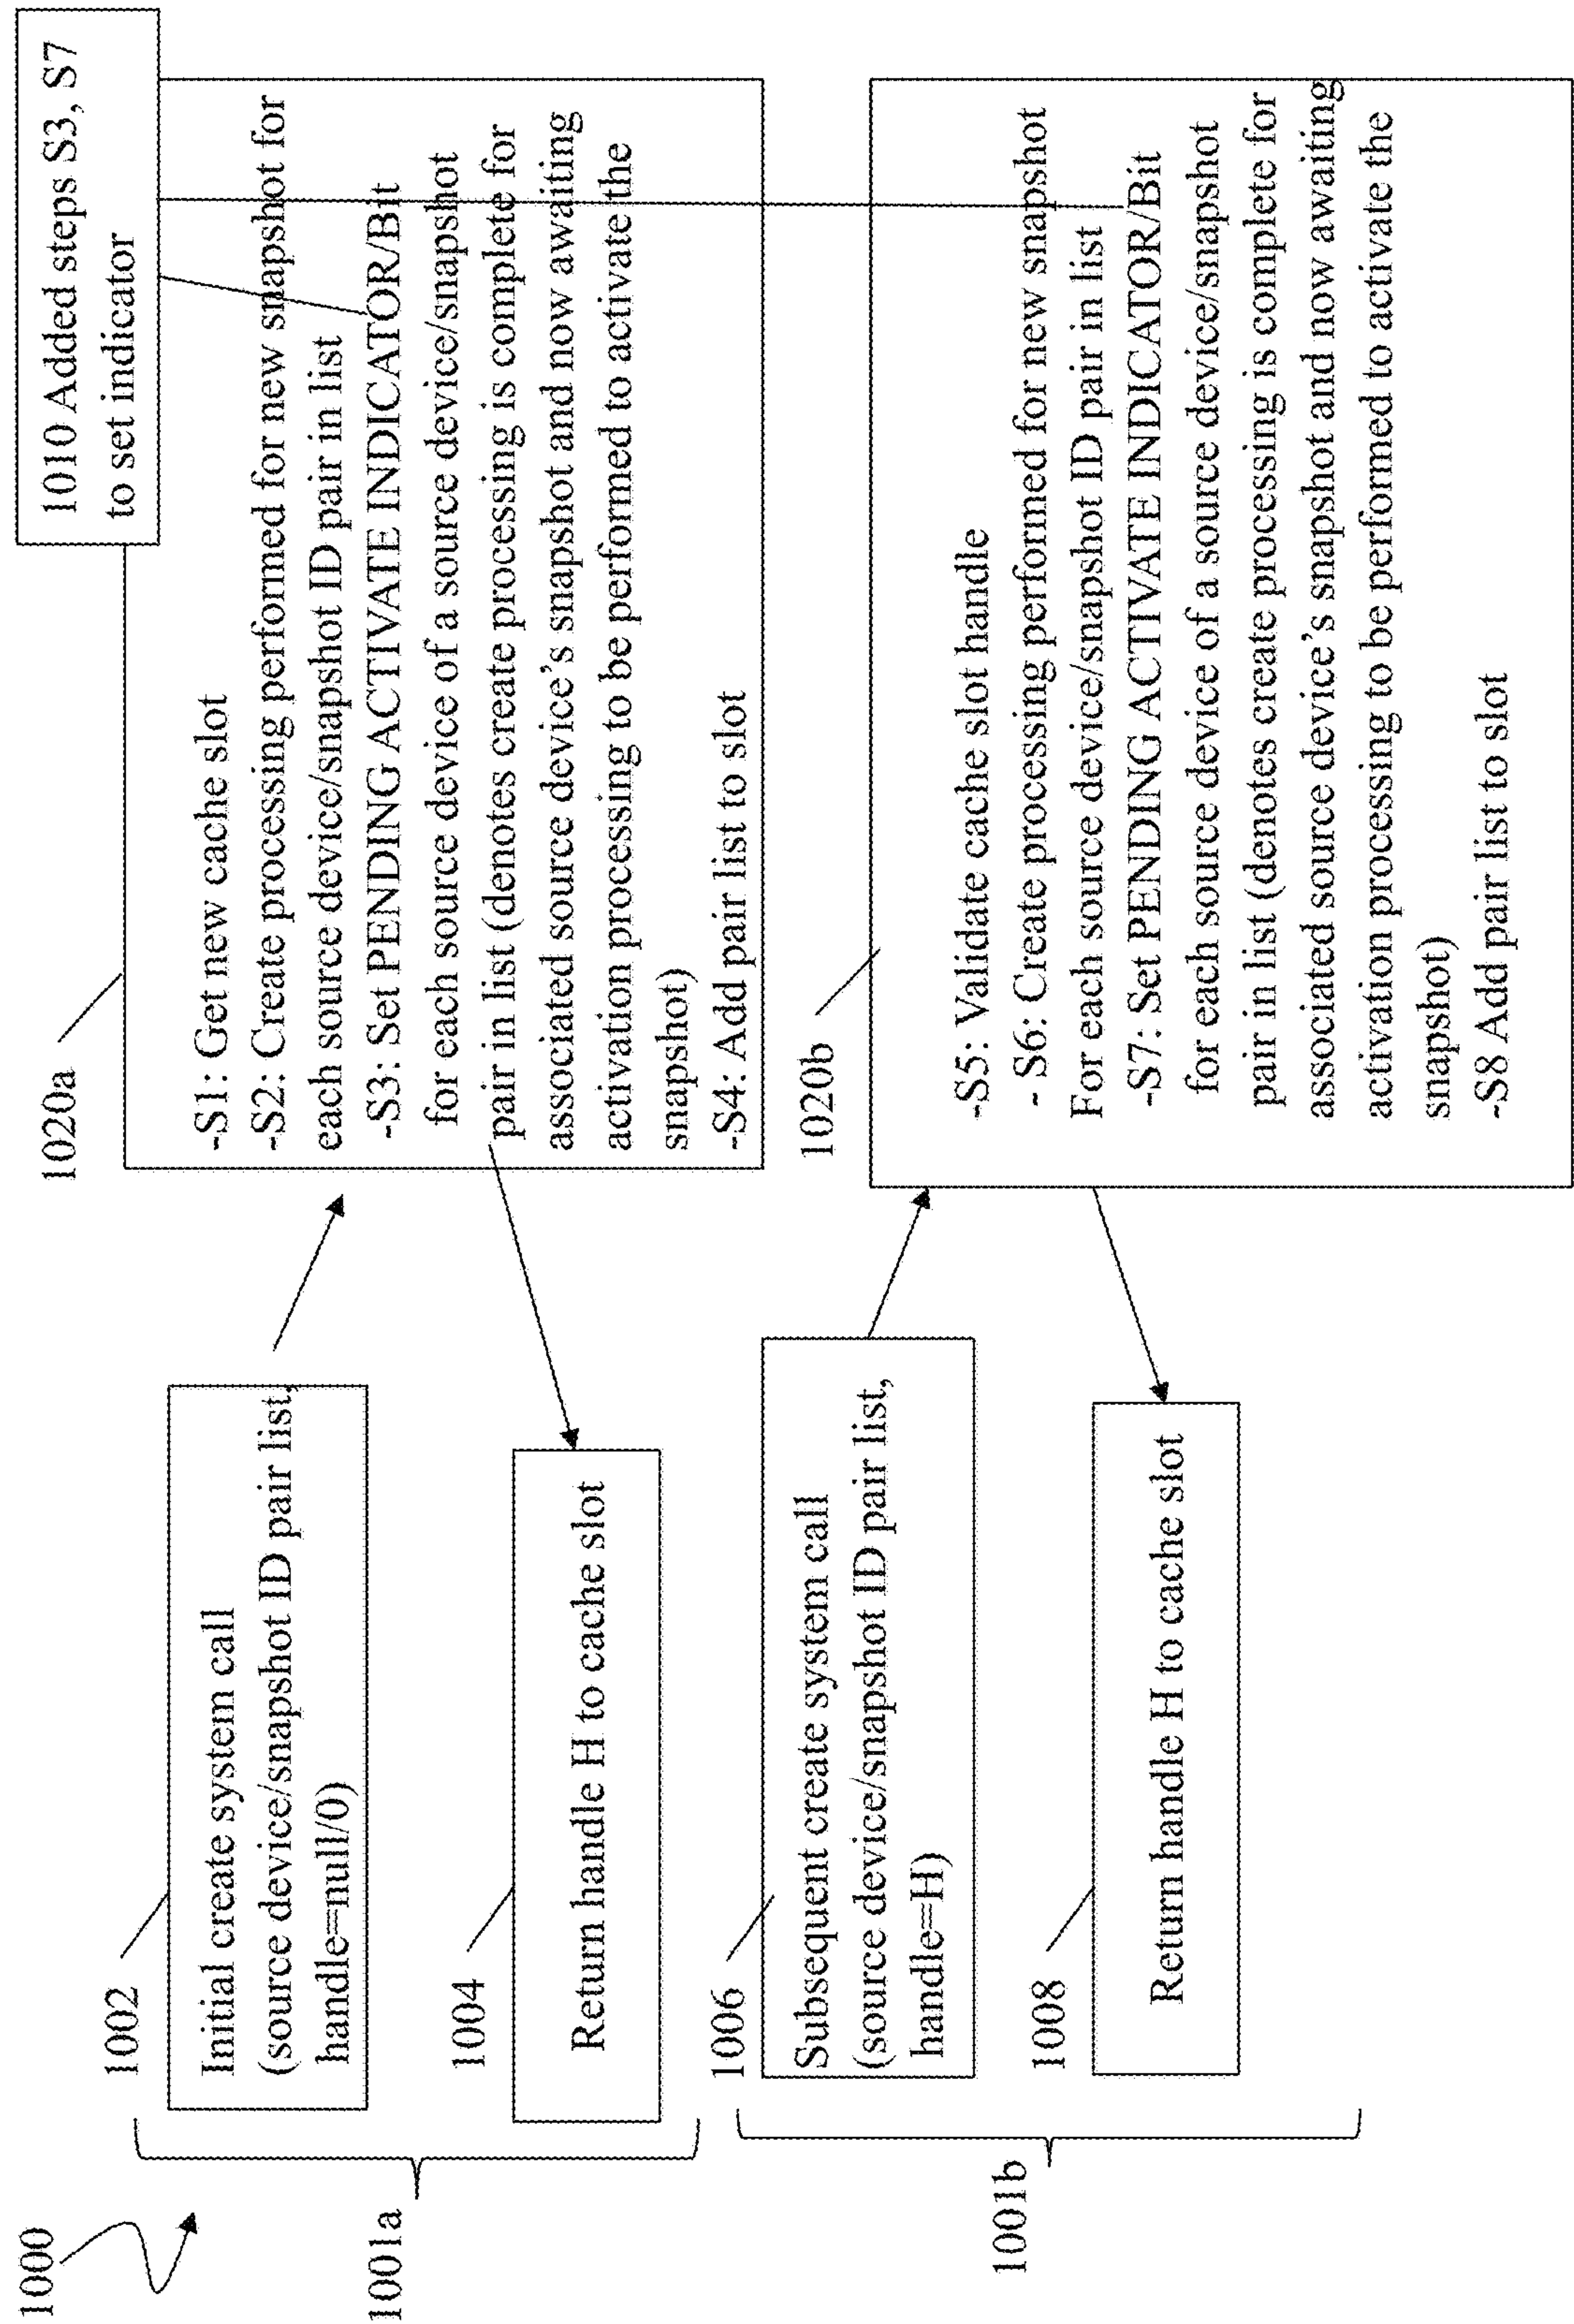 1000
1010 Added steps S3, S7
to set indicator
1001a
1002
Initial create system call
(source device/snapshot ID pair list,
handle=null/0)
1020a
-S1: Get new cache slot
-S2: Create processing performed for new snapshot for
each source device/snapshot ID pair in list
-S3: Set PENDING ACTIVATE INDICATOR/Bit
for each source device of a source device/snapshot
pair in list (denotes create processing is complete for
associated source device’s snapshot and now awaiting
activation processing to be performed to activate the
snapshot)
-S4: Add pair list to slot
1004
Return handle H to cache slot
1001b
1006
Subsequent create system call
(source device/snapshot ID pair list,
handle=H)
1020b
-S5: Validate cache slot handle
- S6: Create processing performed for new snapshot
For each source device/snapshot ID pair in list
-S7: Set PENDING ACTIVATE INDICATOR/Bit
for each source device of a source device/snapshot
pair in list (denotes create processing is complete for
associated source device’s snapshot and now awaiting
activation processing to be performed to activate the
snapshot)
-S8 Add pair list to slot
1008
Return handle H to cache slot